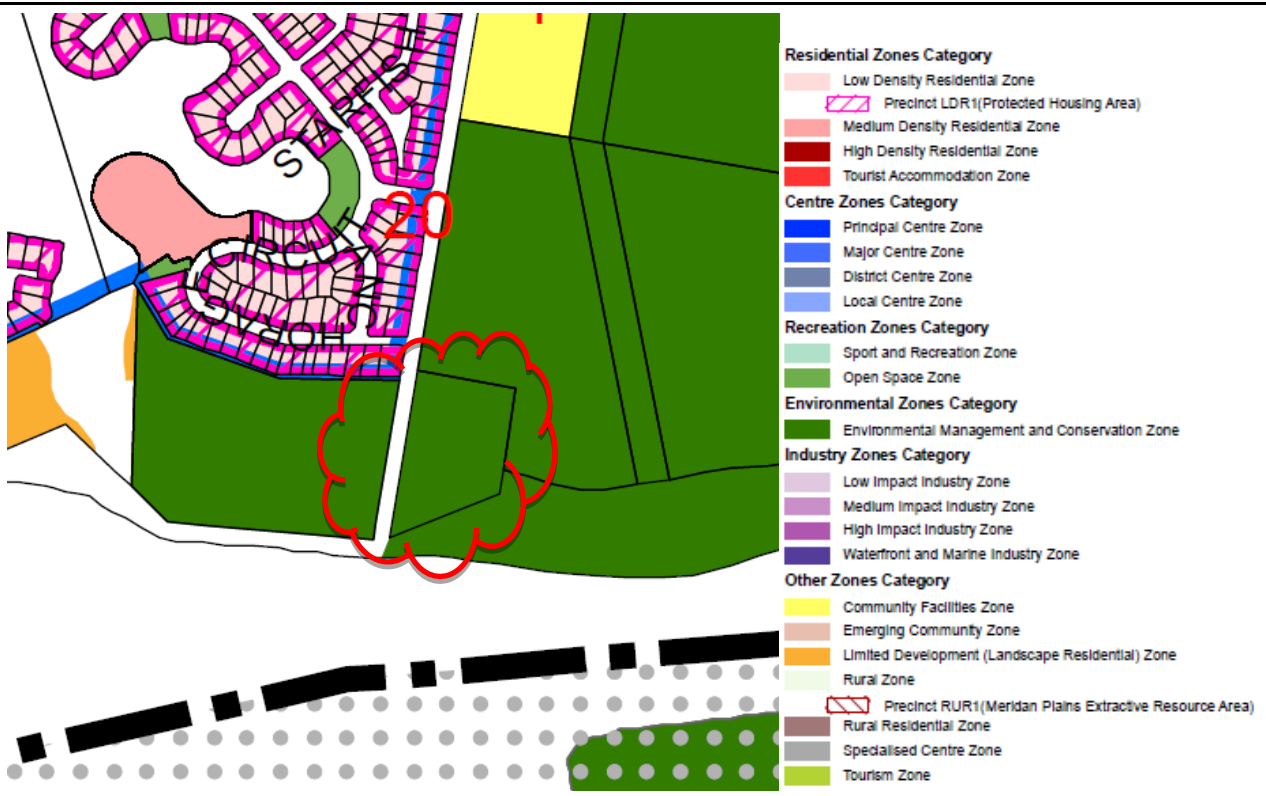 STARFISH
20
CIRCUIT
Residential Zones Category
Low Density Residential Zone
Precinct LDR1(Protected Housing Area)
Medium Density Residential Zone
High Density Residential Zone
Tourist Accommodation Zone
Centre Zones Category
Principal Centre Zone
Major Centre Zone
District Centre Zone
Local Centre Zone
Recreation Zones Category
Sport and Recreation Zone
Open Space Zone
Environmental Zones Category
Environmental Management and Conservation Zone
Industry Zones Category
Low Impact Industry Zone
Medium Impact Industry Zone
High Impact Industry Zone
Waterfront and Marine Industry Zone
Other Zones Category
Community Facilities Zone
Emerging Community Zone
Limited Development (Landscape Residential) Zone
Rural Zone
Precinct RUR1(Meridan Plains Extractive Resource Area)
Rural Residential Zone
Specialised Centre Zone
Tourism Zone